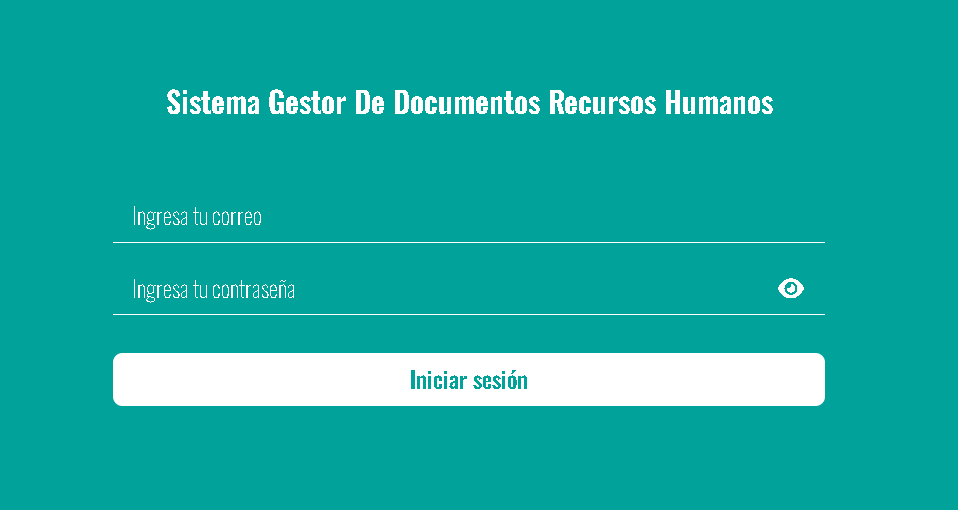 Sistema Gestor De Documentos Recursos Humanos
Ingresa tu correo
Ingresa tu contraseña
Iniciar sesión